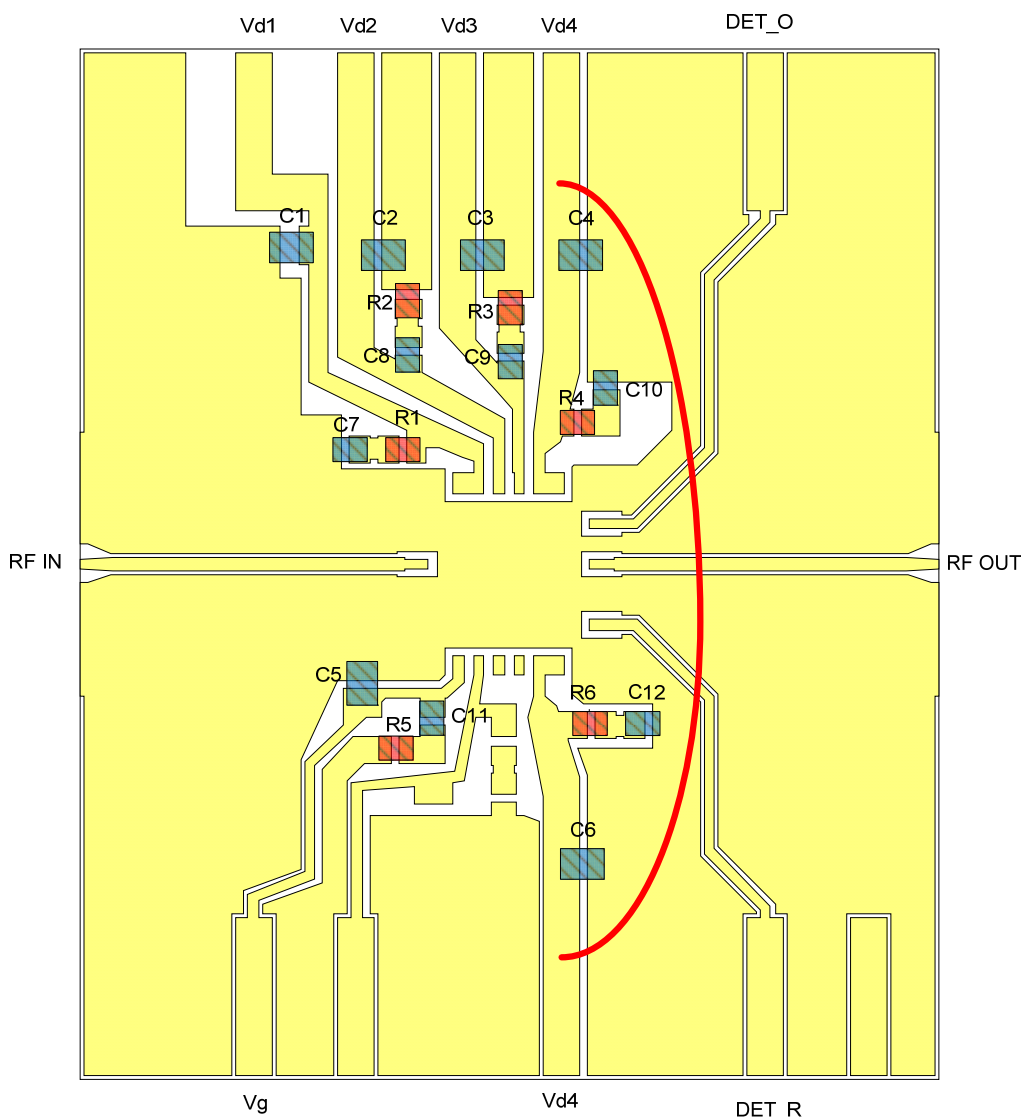 Vd1 Vd2 Vd3 Vd4 DET_O
C1 C2 C3 C4
R2 R3
C8 C9
R4 C10
C7 R1
RF IN RF OUT
C5
R6 C12
C11
R5
C6
Vg Vd4 DET_R